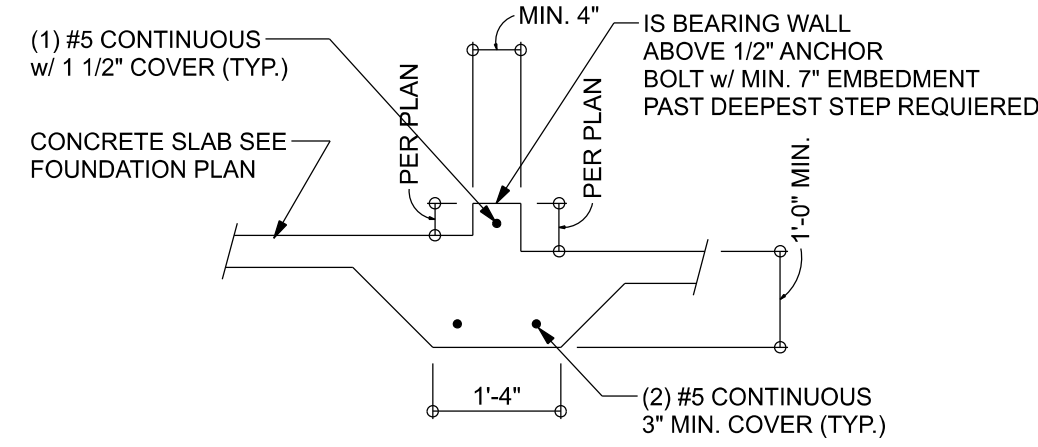 MIN. 4"
(1) #5 CONTINUOUS
w/ 1 1/2" COVER (TYP.)
IS BEARING WALL
ABOVE 1/2" ANCHOR
BOLT w/ MIN. 7" EMBEDMENT
PAST DEEPEST STEP REQUIERED
CONCRETE SLAB SEE
FOUNDATION PLAN
PER PLAN
PER PLAN
1'-0" MIN.
1'-4"
(2) #5 CONTINUOUS
3" MIN. COVER (TYP.)